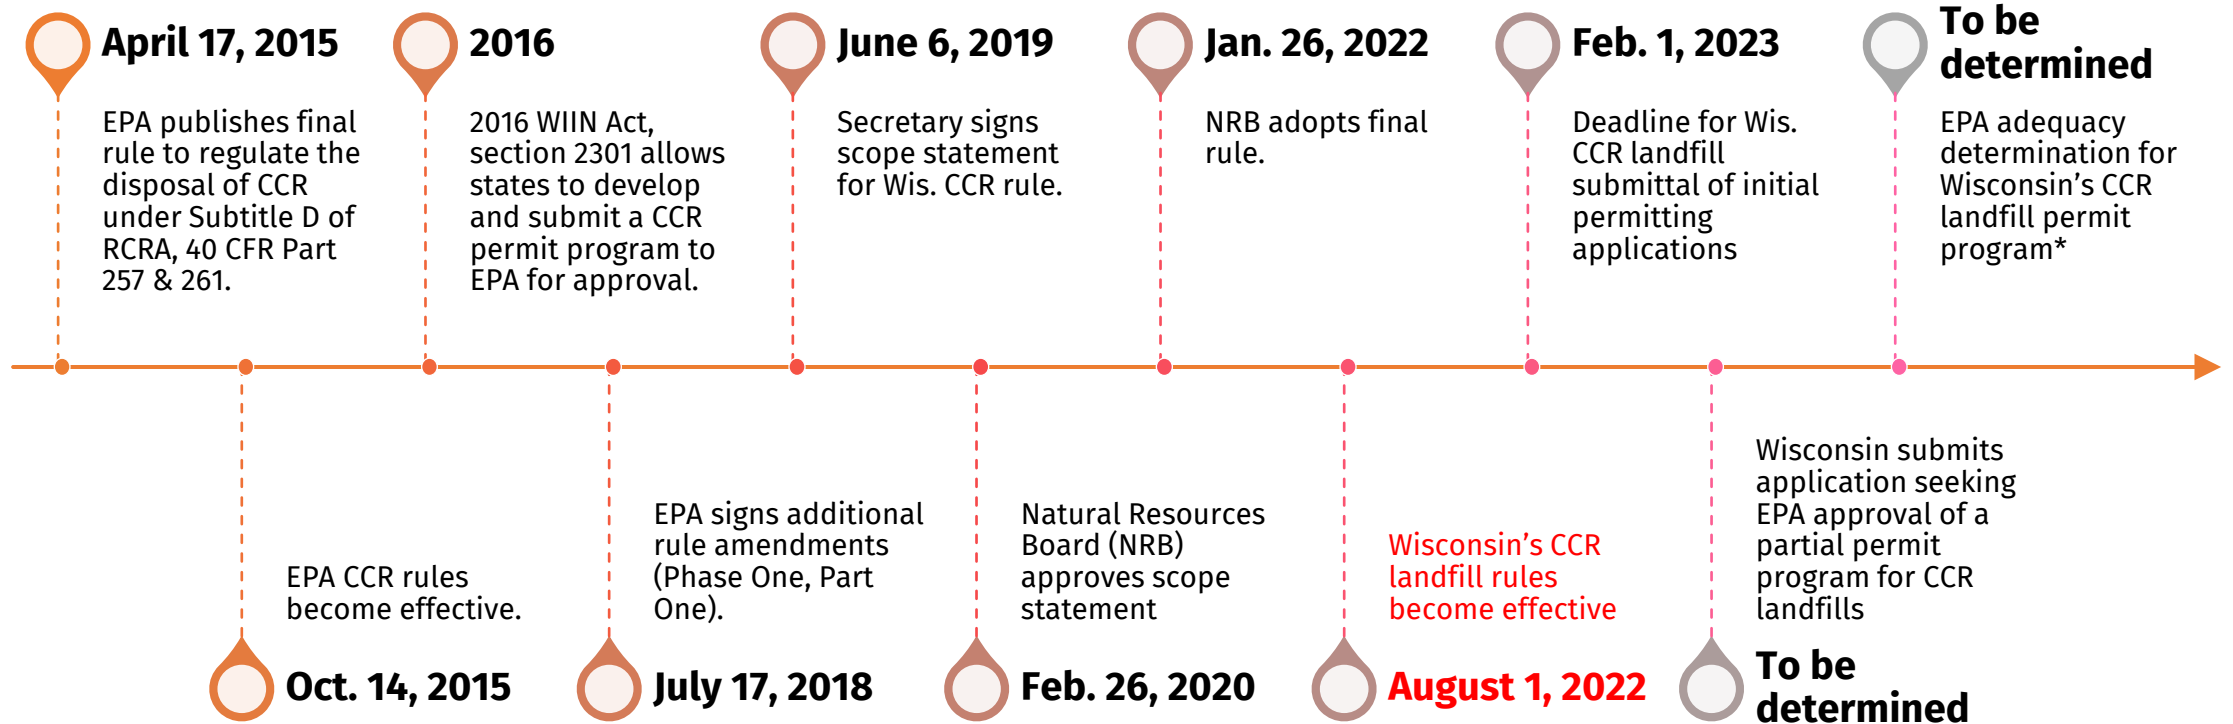 April 17, 2015
EPA publishes final
rule to regulate the
disposal of CCR
under Subtitle D of
RCRA, 40 CFR Part
257 & 261.
2016
2016 WIIN Act,
section 2301 allows
states to develop
and submit a CCR
permit program to
EPA for approval.
June 6, 2019
Secretary signs
scope statement
for Wis. CCR rule.
Jan. 26, 2022
NRB adopts final
rule.
Feb. 1, 2023
Deadline for Wis.
CCR landfill
submittal of initial
permitting
applications
To be
determined
EPA adequacy
determination for
Wisconsin’s CCR
landfill permit
program*
EPA CCR rules
become effective.
Oct. 14, 2015
EPA signs additional
rule amendments
(Phase One, Part
One).
July 17, 2018
Natural Resources
Board (NRB)
approves scope
statement
Feb. 26, 2020
Wisconsin’s CCR
landfill rules
become effective
August 1, 2022
Wisconsin submits
application seeking
EPA approval of a
partial permit
program for CCR
landfills
To be
determined